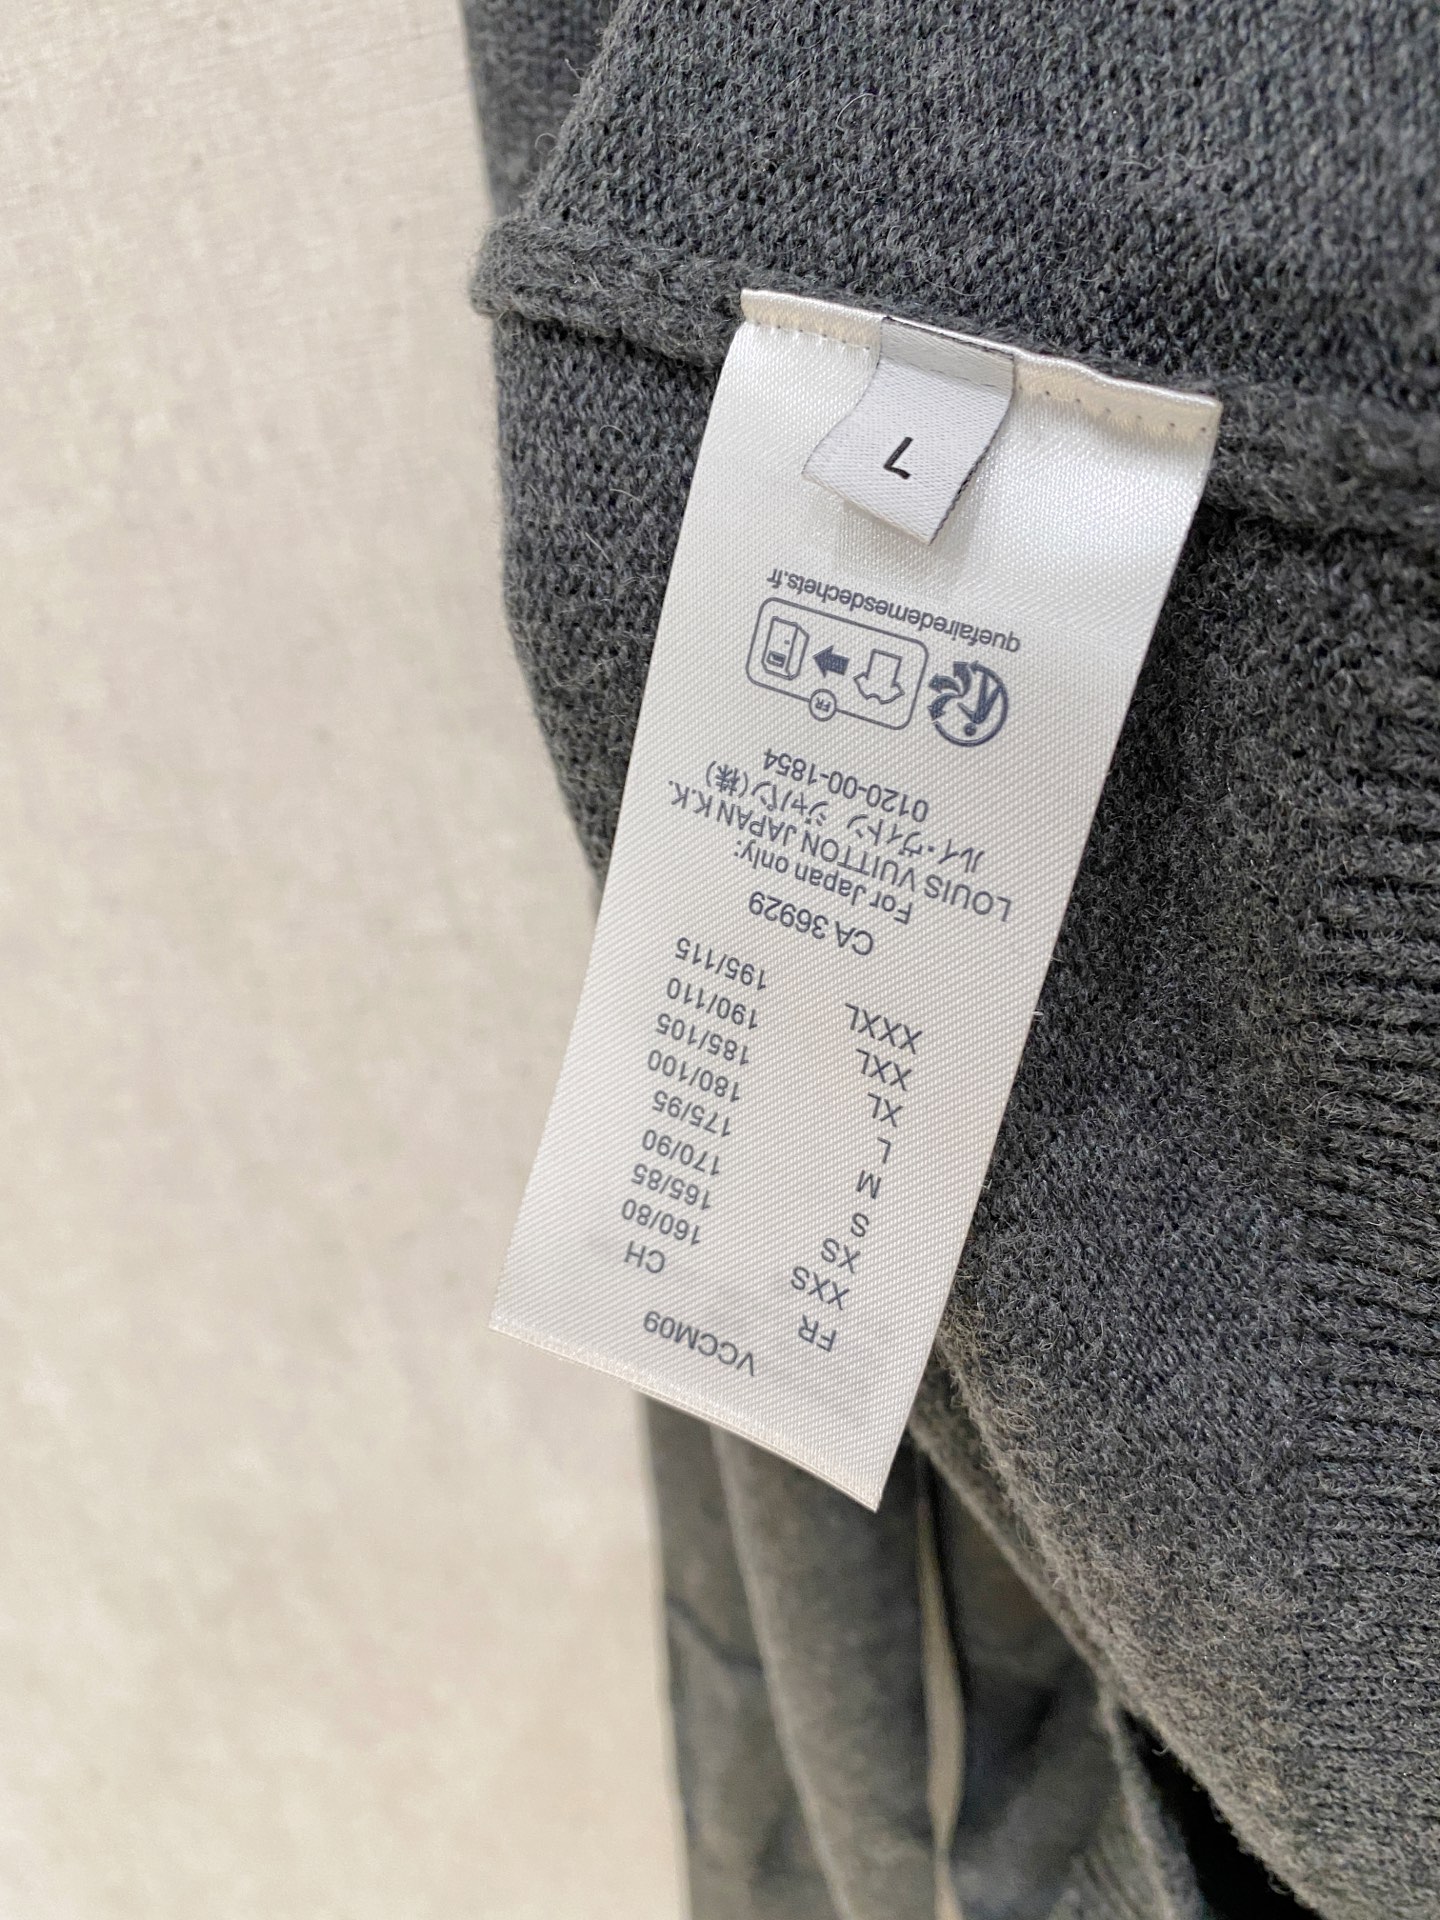 VCCM09
FR CH
XXS 160/80
XS 165/85
S 170/90
M 175/95
L 180/100
XL 185/105
XXL 190/110
XXXL 195/115
CA 36929
For Japan only:
LOUIS VUITTON JAPAN K.K.
ルイ・ヴィトン ジャパン(株)
0120-00-1854
FR
quefairedemesdechets.fr
L